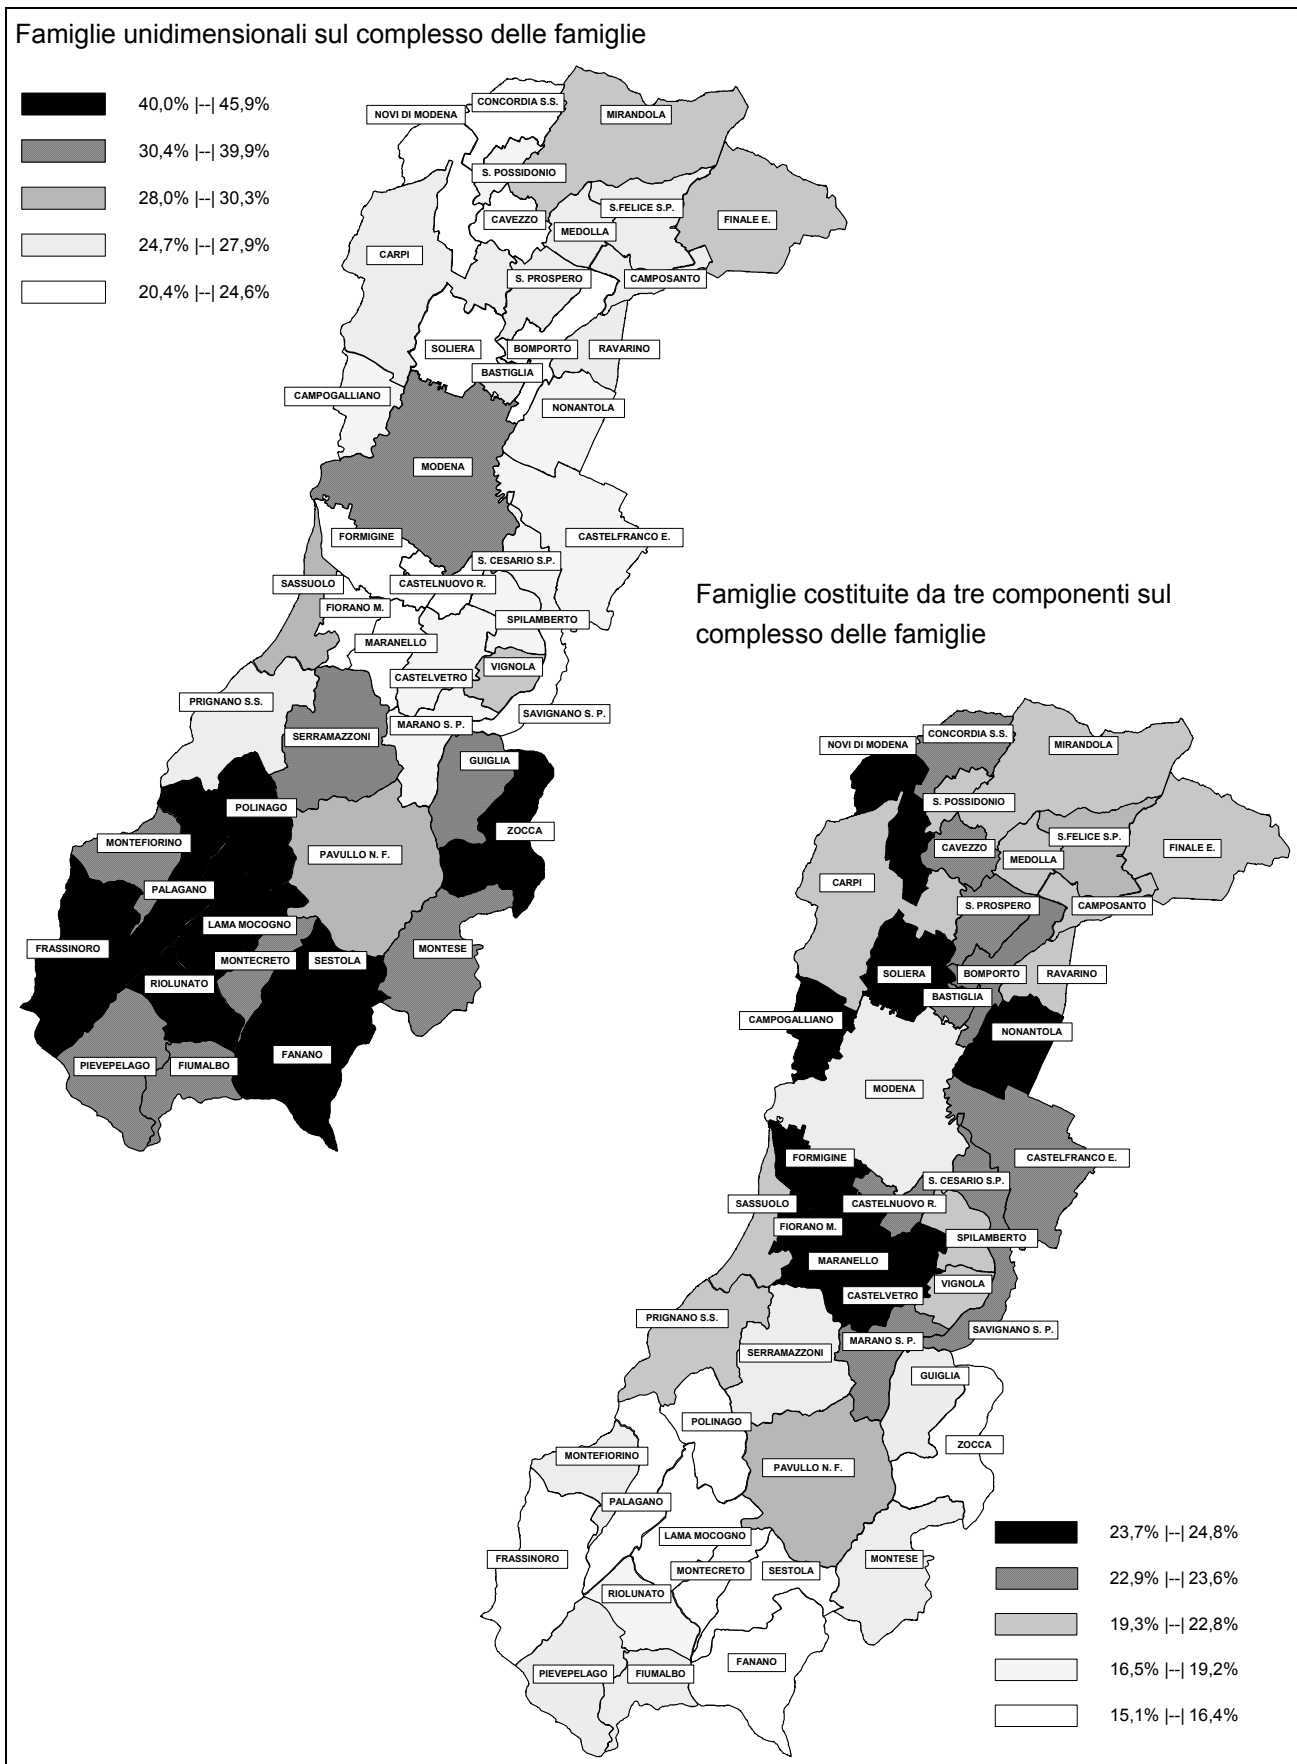 Famiglie unidimensionali sul complesso delle famiglie
40,0% |--| 45,9%
30,4% |--| 39,9%
28,0% |--| 30,3%
24,7% |--| 27,9%
20,4% |--| 24,6%
CONCORDIA S.S.
NOVI DI MODENA
MIRANDOLA
S. POSSIDONIO
S.FELICE S.P.
CAVEZZO
FINALE E.
MEDOLLA
CARPI
S. PROSPERO
CAMPOSANTO
SOLIERA
BOMPORTO
RAVARINO
BASTIGLIA
CAMPOGALLIANO
NONANTOLA
MODENA
FORMIGINE
CASTELFRANCO E.
S. CESARIO S.P.
SASSUOLO
CASTELNUOVO R.
FIORANO M.
SPILAMBERTO
MARANELLO
VIGNOLA
CASTELVETRO
PRIGNANO S.S.
SAVIGNANO S. P.
MARANO S. P.
SERRAMAZZONI
GUIGLIA
POLINAGO
ZOCCA
MONTEFIORINO
PAVULLO N. F.
PALAGANO
LAMA MOCOGNO
FRASSINORO
MONTECRETO
SESTOLA
MONTESE
RIOLUNATO
FANANO
PIEVEPELAGO
FIUMALBO
Famiglie costituite da tre componenti sul
complesso delle famiglie
CONCORDIA S.S.
NOVI DI MODENA
MIRANDOLA
S. POSSIDONIO
S.FELICE S.P.
CAVEZZO
FINALE E.
MEDOLLA
CARPI
S. PROSPERO
CAMPOSANTO
SOLIERA
BOMPORTO
RAVARINO
BASTIGLIA
CAMPOGALLIANO
NONANTOLA
MODENA
FORMIGINE
CASTELFRANCO E.
S. CESARIO S.P.
SASSUOLO
CASTELNUOVO R.
FIORANO M.
SPILAMBERTO
MARANELLO
VIGNOLA
CASTELVETRO
PRIGNANO S.S.
SAVIGNANO S. P.
MARANO S. P.
SERRAMAZZONI
GUIGLIA
POLINAGO
ZOCCA
MONTEFIORINO
PAVULLO N. F.
PALAGANO
LAMA MOCOGNO
FRASSINORO
MONTECRETO
SESTOLA
MONTESE
RIOLUNATO
FANANO
PIEVEPELAGO
FIUMALBO
23,7% |--| 24,8%
22,9% |--| 23,6%
19,3% |--| 22,8%
16,5% |--| 19,2%
15,1% |--| 16,4%